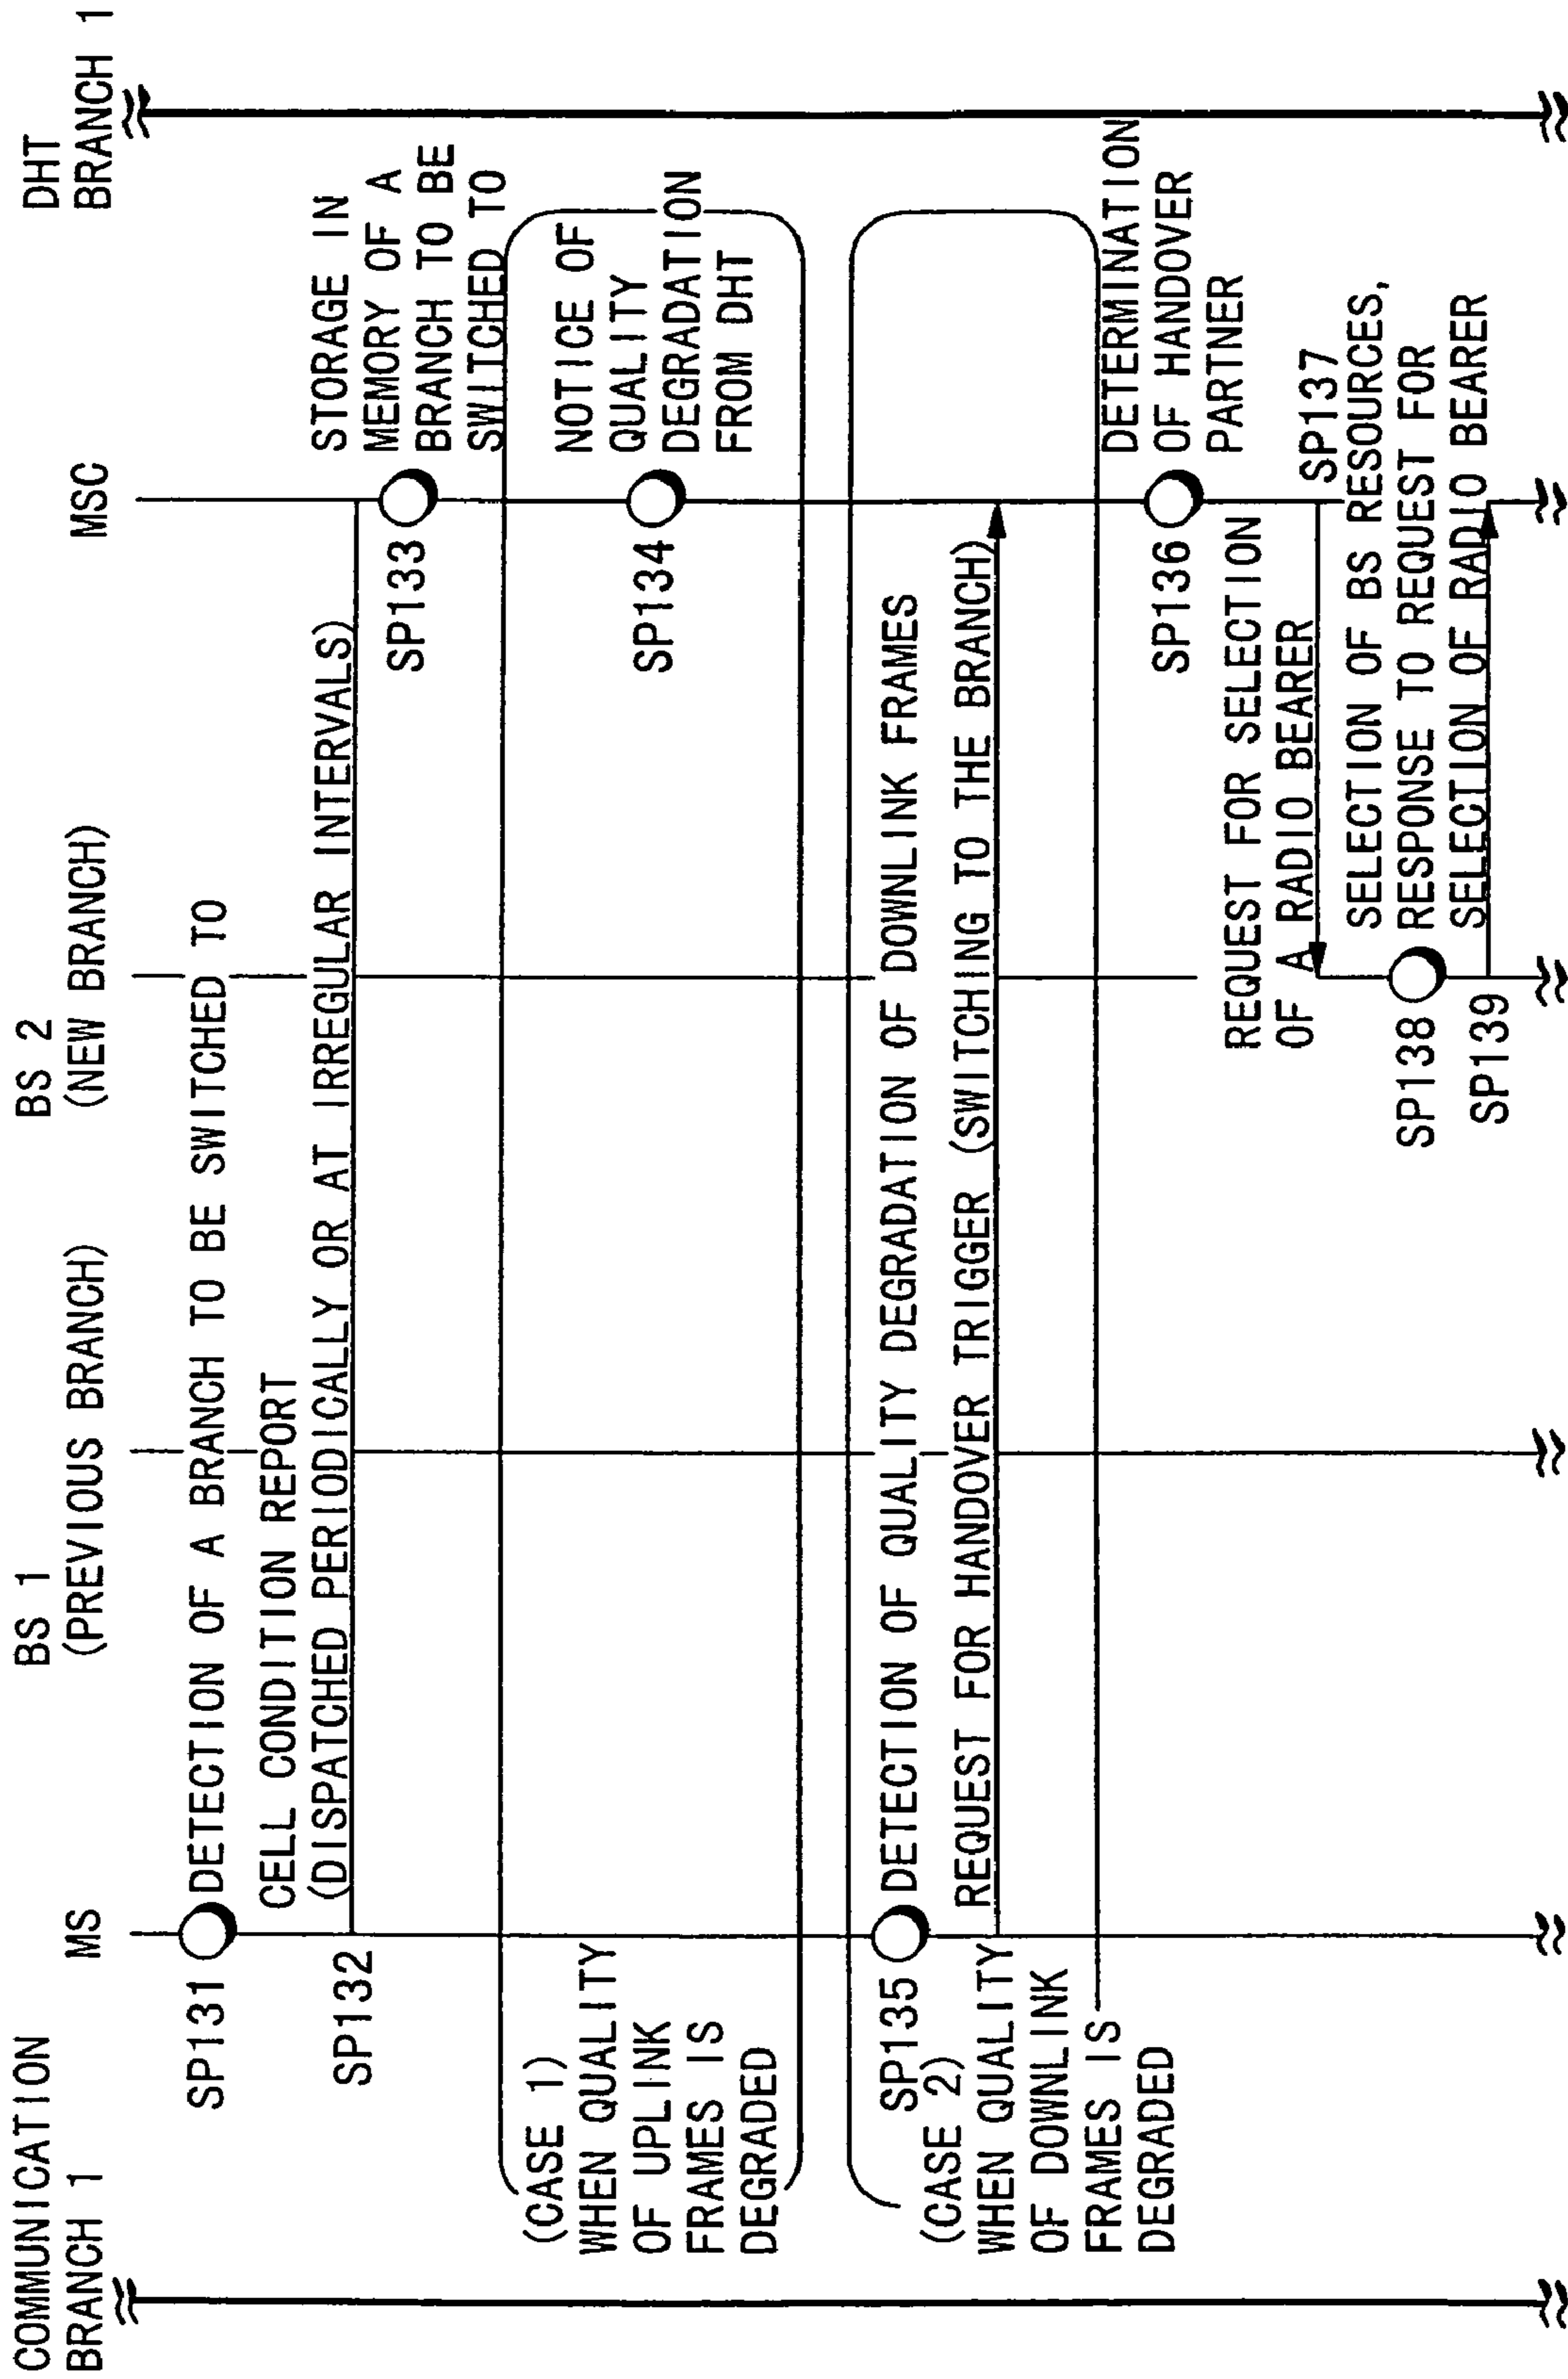 COMMUNICATION
BRANCH 1
MS
BS 1
(PREVIOUS BRANCH)
BS 2
(NEW BRANCH)
MSC
DHT
BRANCH 1
SP131
DETECTION OF A BRANCH TO BE SWITCHED TO
CELL CONDITION REPORT
(DISPATCHED PERIODICALLY OR AT IRREGULAR INTERVALS)
SP132
STORAGE IN
MEMORY OF A
BRANCH TO BE
SWITCHED TO
SP133
(CASE 1)
WHEN QUALITY
OF UPLINK
FRAMES IS
DEGRADED
SP134
NOTICE OF
QUALITY
DEGRADATION
FROM DHT
SP135
DETECTION OF QUALITY DEGRADATION OF DOWNLINK FRAMES
(CASE 2)
WHEN QUALITY
OF DOWNLINK
FRAMES IS
DEGRADED
REQUEST FOR HANDOVER TRIGGER (SWITCHING TO THE BRANCH)
SP136
DETERMINATION
OF HANDOVER
PARTNER
REQUEST FOR SELECTION
OF A RADIO BEARER
SP137
SP138
SELECTION OF BS RESOURCES,
RESPONSE TO REQUEST FOR
SELECTION OF RADIO BEARER
SP139